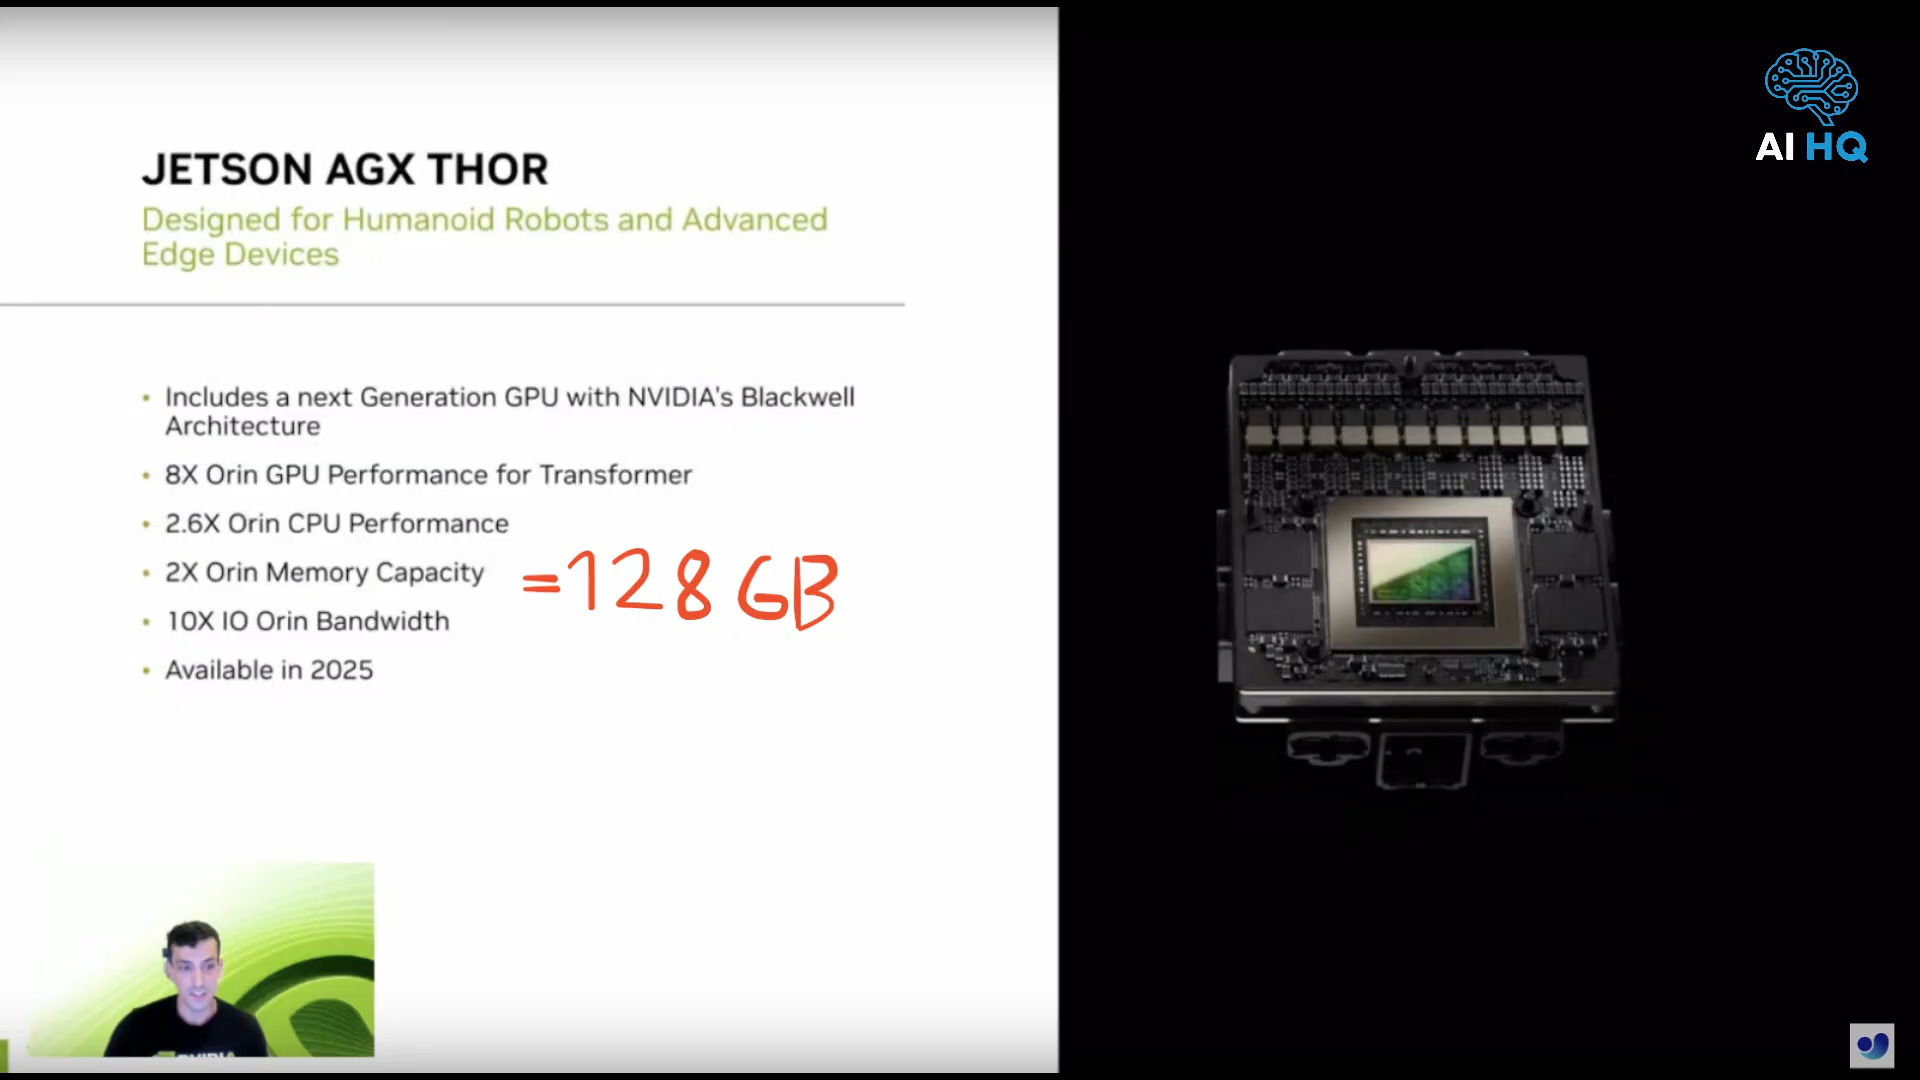 AI HQ
JETSON AGX THOR
Designed for Humanoid Robots and Advanced
Edge Devices
• Includes a next Generation GPU with NVIDIA's Blackwell
Architecture
• 8X Orin GPU Performance for Transformer
• 2.6X Orin CPU Performance
• 2X Orin Memory Capacity =128 GB
• 10X IO Orin Bandwidth
• Available in 2025
NVIDIA